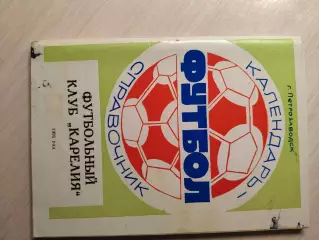 г. Петрозаводск
КАЛЕНДАРЬ-
ФУТБОЛ
СПРАВОЧНИК
ФУТБОЛЬНЫЙ
КЛУБ „КАРЕЛИЯ"